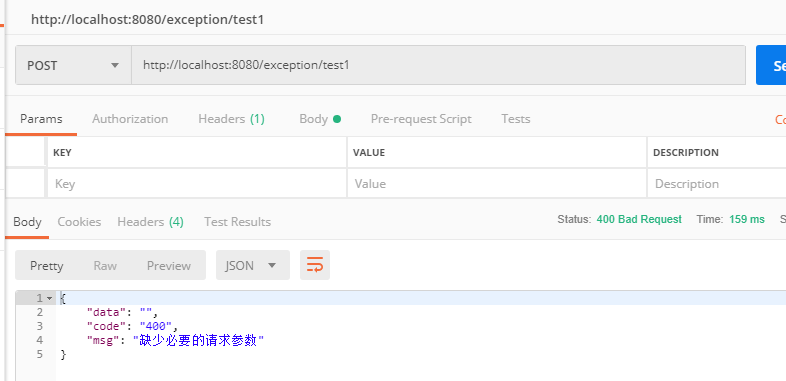 http://localhost:8080/exception/test1
POST http://localhost:8080/exception/test1 Se
Params Authorization Headers (1) Body Pre-request Script Tests Co
KEY VALUE DESCRIPTION
Key Value Description
Body Cookies Headers (4) Test Results Status: 400 Bad Request Time: 159 ms S
Pretty Raw Preview JSON
1 {
2 "data": "",
3 "code": "400",
4 "msg": "缺少必要的请求参数"
5 }